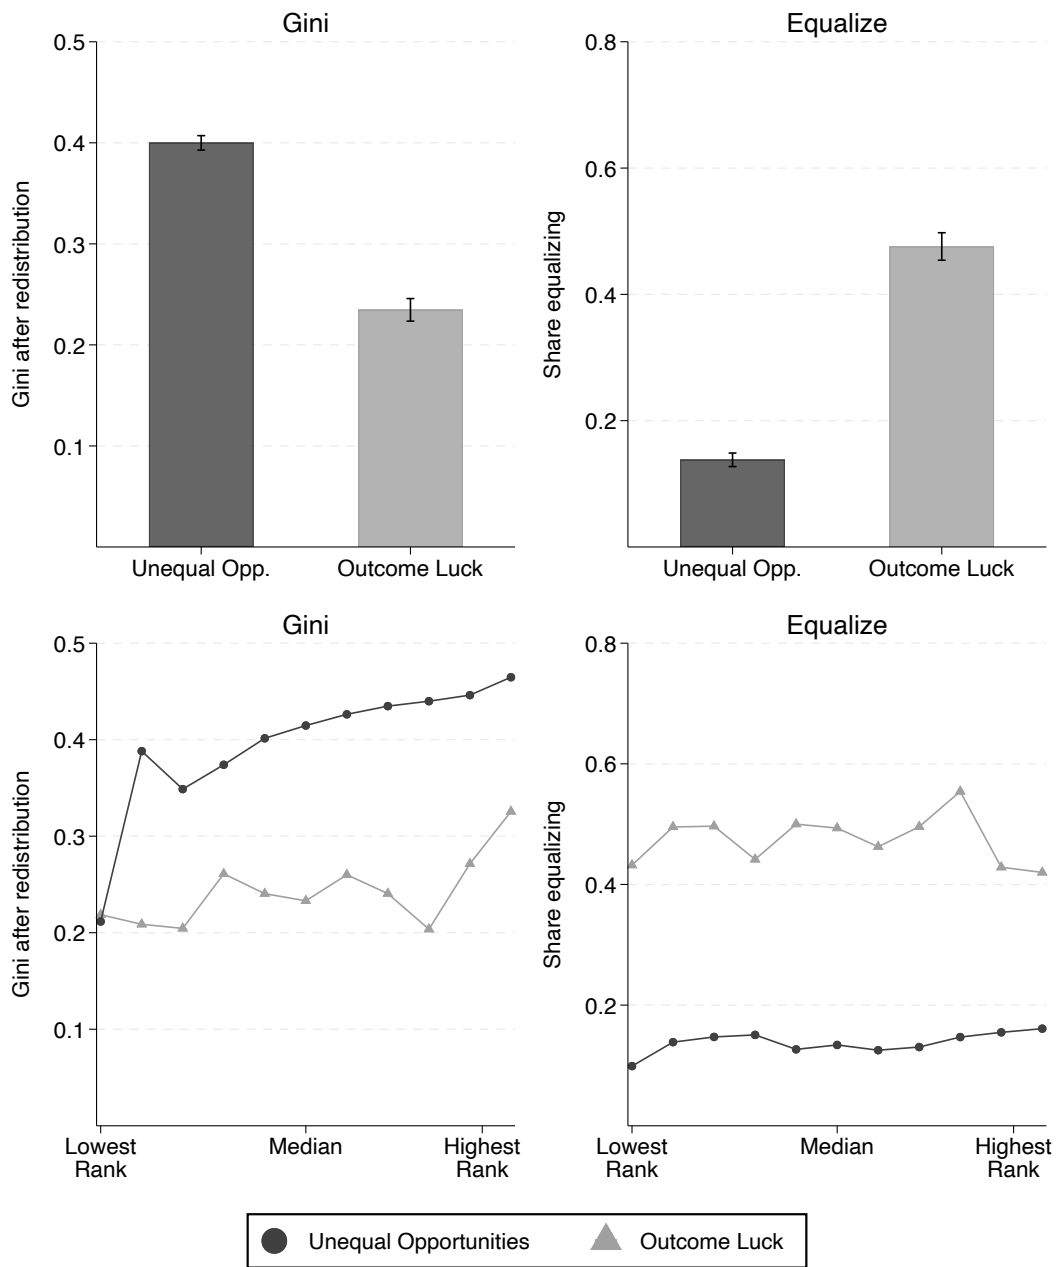 Gini
Gini after redistribution
0.5
0.4
0.3
0.2
0.1
Unequal Opp.
Outcome Luck
Equalize
Share equalizing
0.8
0.6
0.4
0.2
Unequal Opp.
Outcome Luck
Gini
Gini after redistribution
0.5
0.4
0.3
0.2
0.1
Lowest
Rank
Median
Highest
Rank
Equalize
Share equalizing
0.8
0.6
0.4
0.2
Lowest
Rank
Median
Highest
Rank
Unequal Opportunities
Outcome Luck